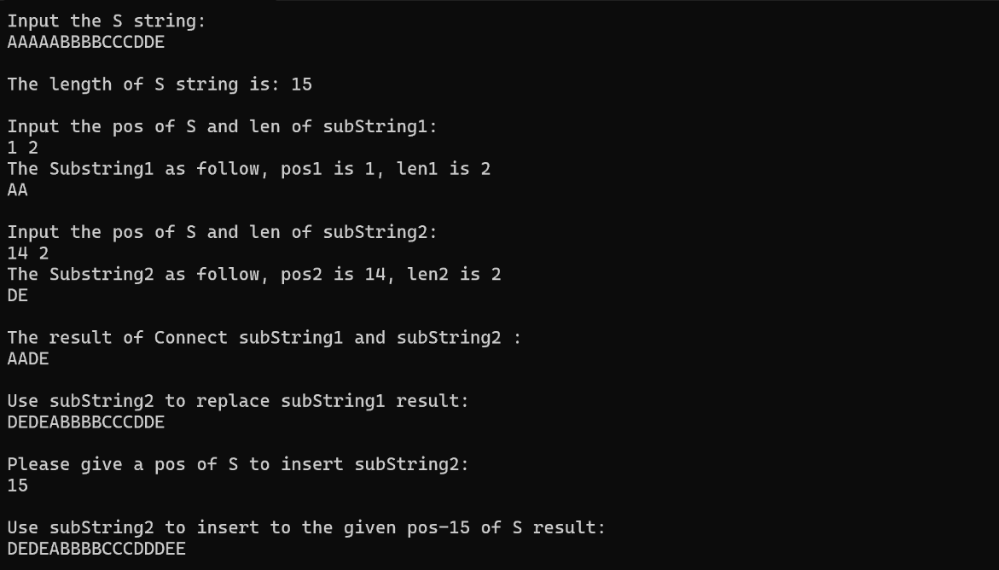 Input the S string:
AAAAABBBBCCCDDE
The length of S string is: 15
Input the pos of S and len of subString1:
1 2
The Substring1 as follow, pos1 is 1, len1 is 2
AA
Input the pos of S and len of subString2:
14 2
The Substring2 as follow, pos2 is 14, len2 is 2
DE
The result of Connect subString1 and subString2 :
AADE
Use subString2 to replace subString1 result:
DEDEABBBBCCCDDE
Please give a pos of S to insert subString2:
15
Use subString2 to insert to the given pos-15 of S result:
DEDEABBBBCCCDDDEE